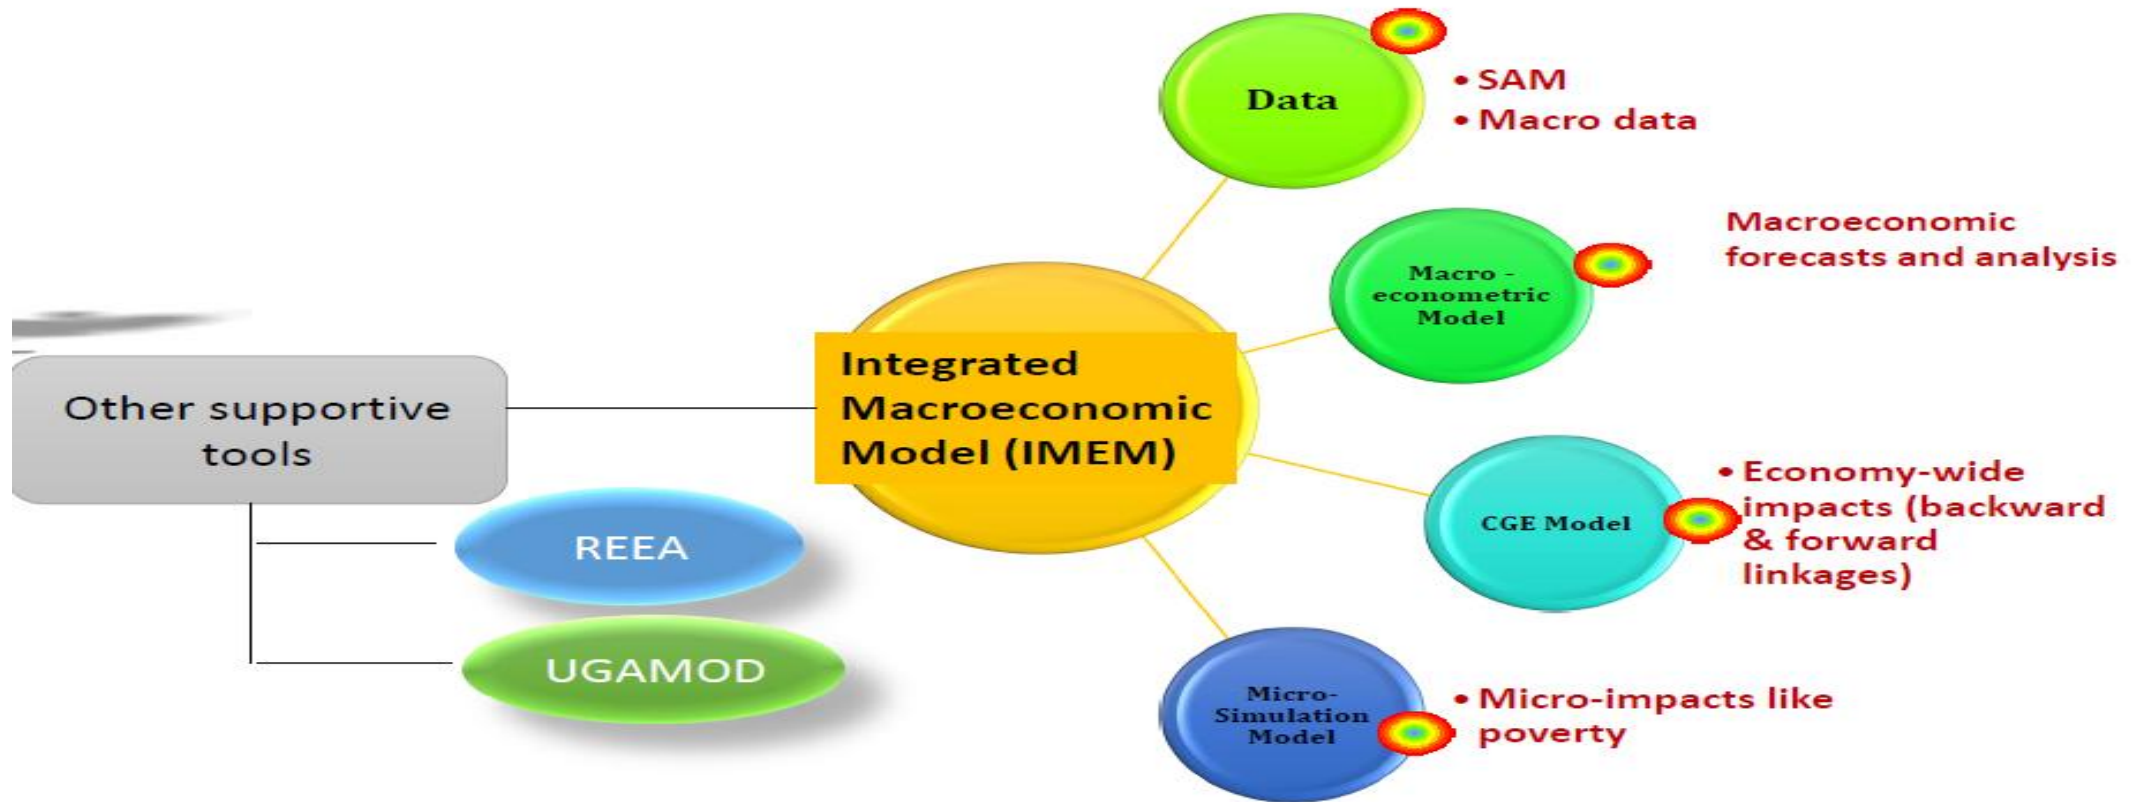 Data
• SAM
• Macro data
Macro -
econometric
Model
Macroeconomic
forecasts and analysis
Integrated
Macroeconomic
Model (IMEM)
Other supportive
tools
REEA
UGAMOD
CGE Model
• Economy-wide
impacts (backward
& forward
linkages)
Micro-
Simulation
Model
• Micro-impacts like
poverty